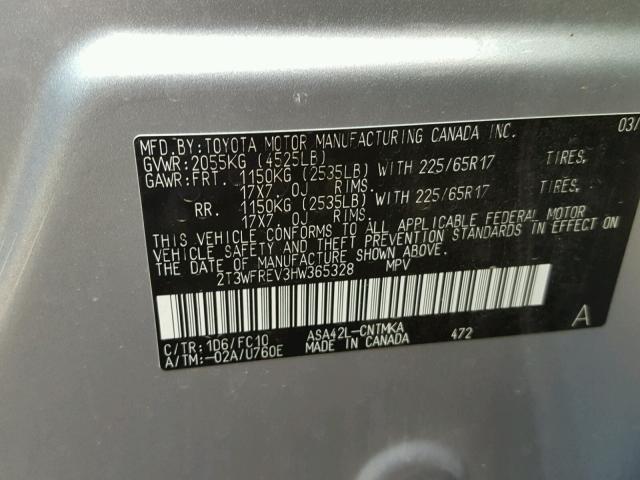 MFD. BY: TOYOTA MOTOR MANUFACTURING CANADA INC. 03/
GVWR: 2055KG (4525LB)
GAWR: FRT. 1150KG (2535LB) WITH 225/65R17 TIRES.
17X7.0J RIMS.
RR. 1150KG (2535LB) WITH 225/65R17 TIRES.
17X7.0J RIMS.
THIS VEHICLE CONFORMS TO ALL APPLICABLE FEDERAL MOTOR
VEHICLE SAFETY AND THEFT PREVENTION STANDARDS IN EFFECT ON
THE DATE OF MANUFACTURE SHOWN ABOVE.
2T3WFREV3HW365328 MPV
C/TR: 1D6/FC10 ASA42L-CNTMKA 472 A
A/TM: -02A/U760E MADE IN CANADA